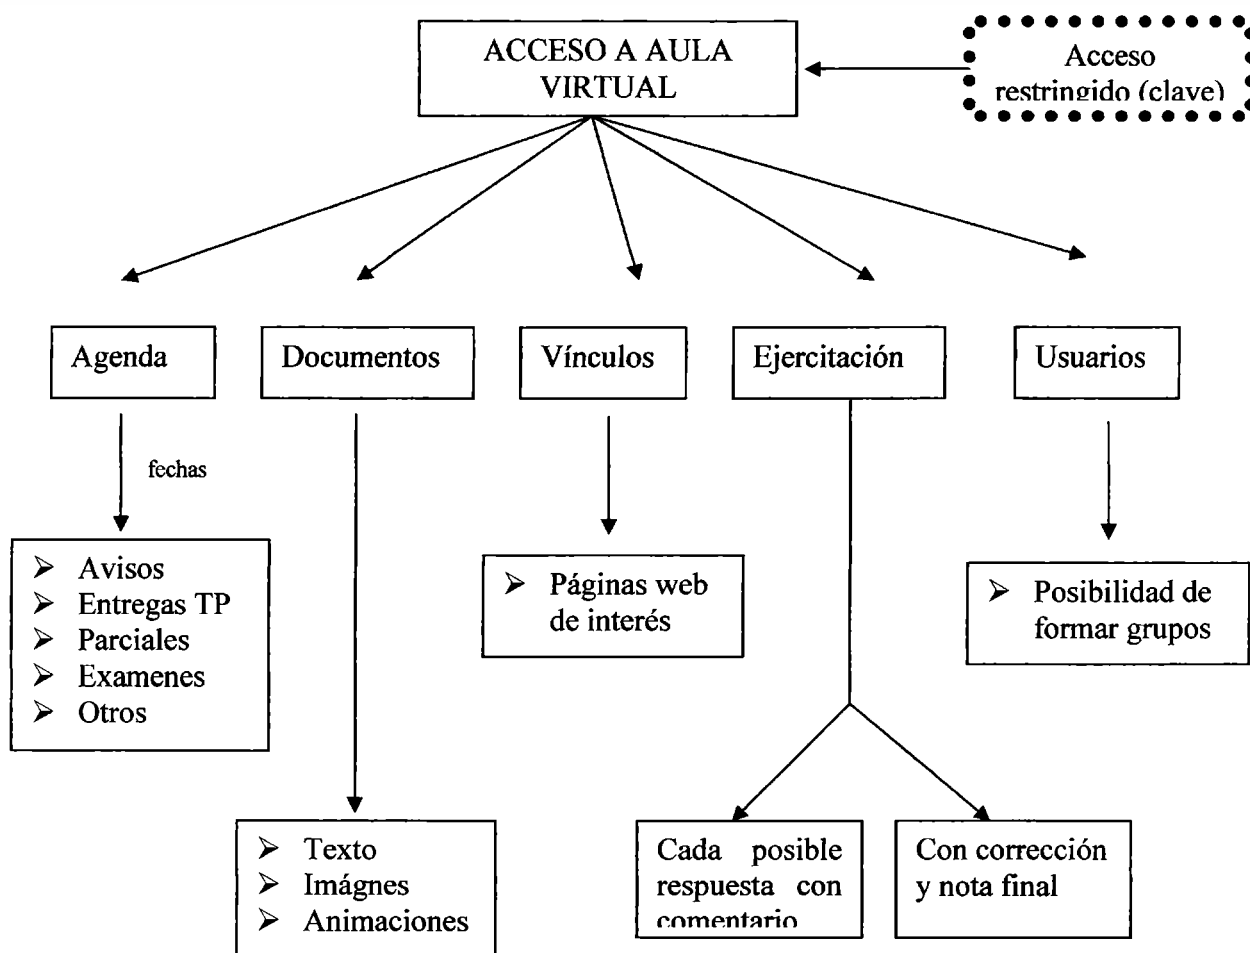 ACCESO A AULA
VIRTUAL
Acceso
restringido (clave)
Agenda
Documentos
Vínculos
Ejercitación
Usuarios
fechas
➢ Avisos
➢ Entregas TP
➢ Parciales
➢ Examenes
➢ Otros
➢ Páginas web
de interés
➢ Posibilidad de
formar grupos
➢ Texto
➢ Imágnes
➢ Animaciones
Cada posible
respuesta con
comentario
Con corrección
y nota final